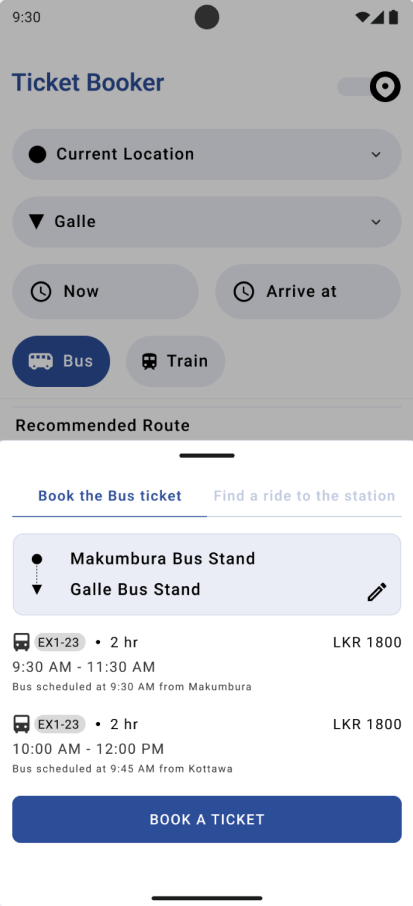 9:30
Ticket Booker
Current Location
Galle
Now
Arrive at
Bus
Train
Recommended Route
Book the Bus ticket
Find a ride to the station
Makumbura Bus Stand
Galle Bus Stand
EX1-23 • 2 hr LKR 1800
9:30 AM - 11:30 AM
Bus scheduled at 9:30 AM from Makumbura
EX1-23 • 2 hr LKR 1800
10:00 AM - 12:00 PM
Bus scheduled at 9:45 AM from Kottawa
BOOK A TICKET